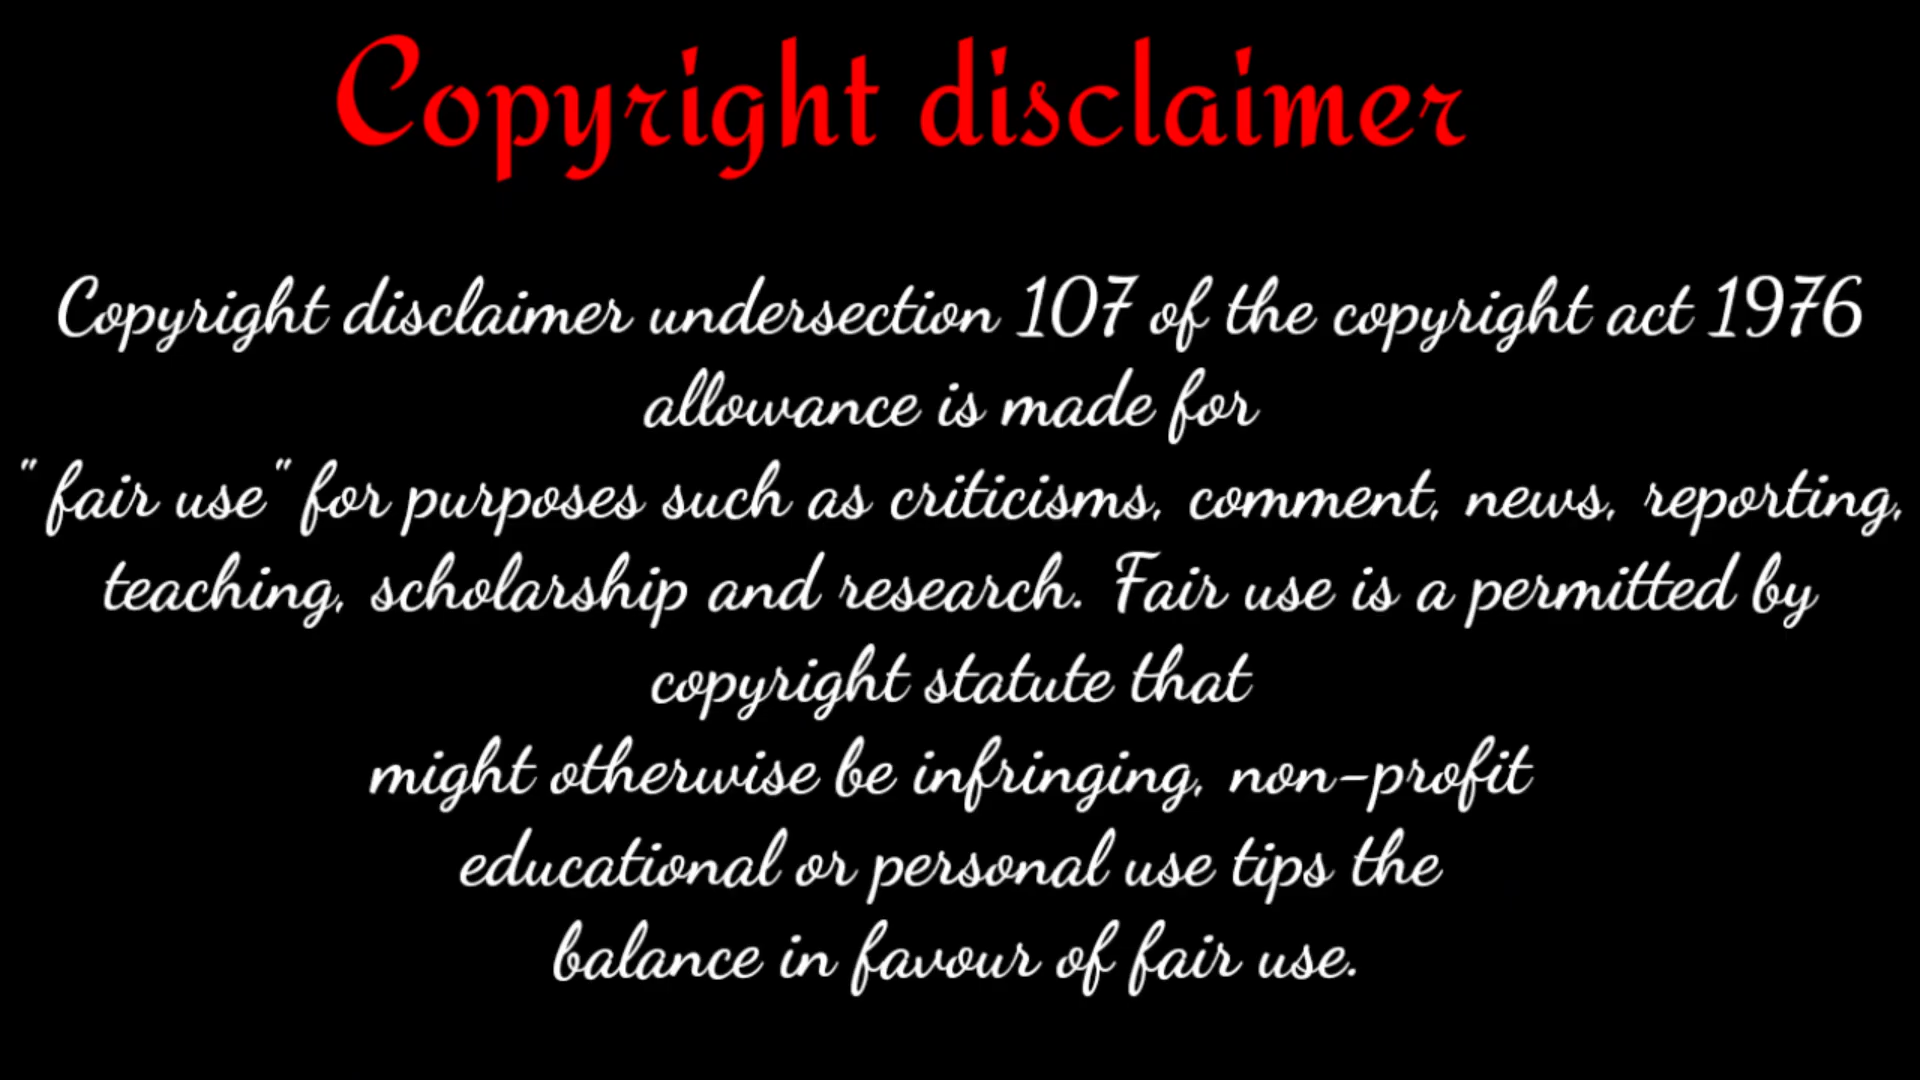 Copyright disclaimer
Copyright disclaimer undersection 107 of the copyright act 1976
allowance is made for
" fair use" for purposes such as criticisms, comment, news, reporting,
teaching, scholarship and research. Fair use is a permitted by
copyright statute that
might otherwise be infringing, non-profit
educational or personal use tips the
balance in favour of fair use.